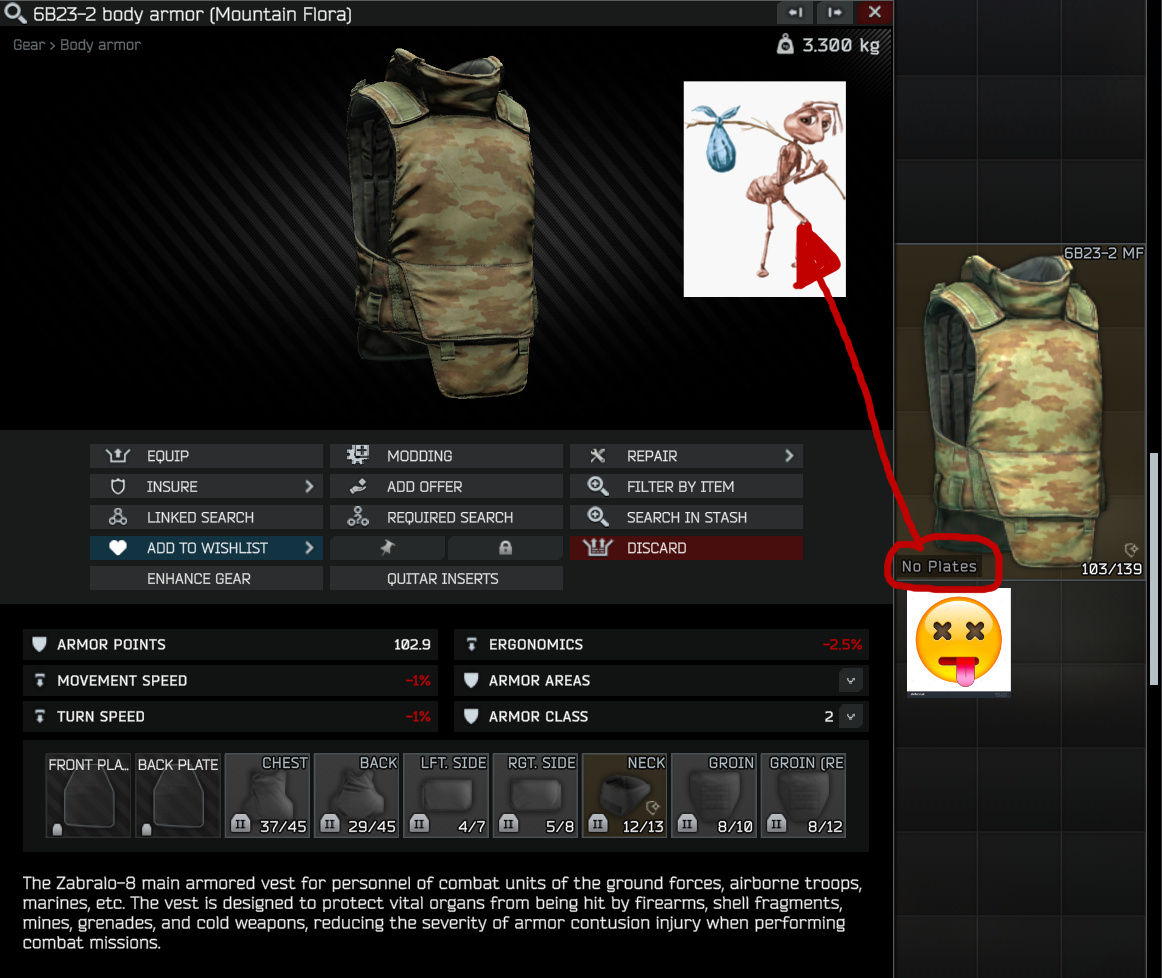 6B23-2 body armor (Mountain Flora)
Gear > Body armor
3.300 kg
6B23-2 MF
No Plates
103/139
EQUIP
MODDING
REPAIR
INSURE
ADD OFFER
FILTER BY ITEM
LINKED SEARCH
REQUIRED SEARCH
SEARCH IN STASH
ADD TO WISHLIST
DISCARD
ENHANCE GEAR
QUITAR INSERTS
ARMOR POINTS 102.9
ERGONOMICS -2.5%
MOVEMENT SPEED -1%
ARMOR AREAS
TURN SPEED -1%
ARMOR CLASS 2
FRONT PLA...
BACK PLATE
CHEST
II 37/45
BACK
II 29/45
LFT. SIDE
II 4/7
RGT. SIDE
II 5/8
NECK
II 12/13
GROIN
II 8/10
GROIN (RE
II 8/12
The Zabralo-8 main armored vest for personnel of combat units of the ground forces, airborne troops,
marines, etc. The vest is designed to protect vital organs from being hit by firearms, shell fragments,
mines, grenades, and cold weapons, reducing the severity of armor contusion injury when performing
combat missions.